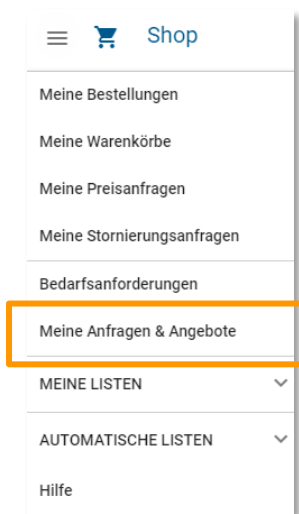 Shop
Meine Bestellungen
Meine Warenkörbe
Meine Preisanfragen
Meine Stornierungsanfragen
Bedarfsanforderungen
Meine Anfragen & Angebote
MEINE LISTEN
AUTOMATISCHE LISTEN
Hilfe